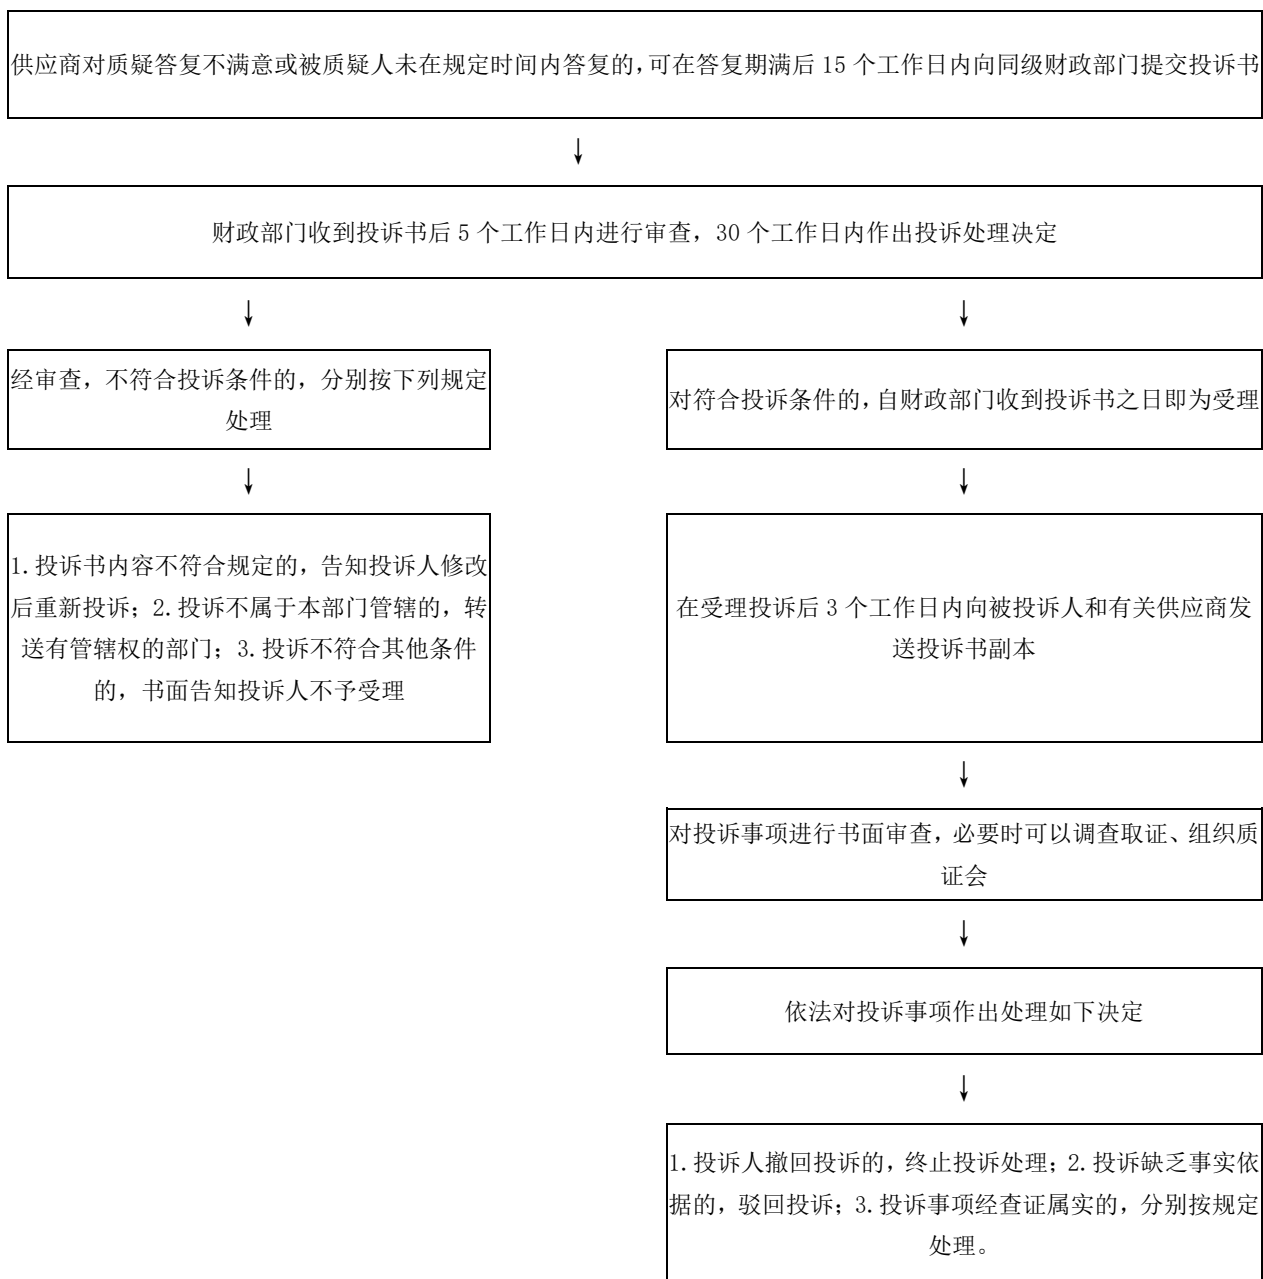 供应商对质疑答复不满意或被质疑人未在规定时间内答复的，可在答复期满后 15 个工作日内向同级财政部门提交投诉书
↓
财政部门收到投诉书后 5 个工作日内进行审查，30 个工作日内作出投诉处理决定
↓ ↓
经审查，不符合投诉条件的，分别按下列规定
处理
对符合投诉条件的，自财政部门收到投诉书之日即为受理
↓ ↓
1.投诉书内容不符合规定的，告知投诉人修改
后重新投诉；2.投诉不属于本部门管辖的，转
送有管辖权的部门；3.投诉不符合其他条件
的，书面告知投诉人不予受理
在受理投诉后 3 个工作日内向被投诉人和有关供应商发
送投诉书副本
↓
对投诉事项进行书面审查，必要时可以调查取证、组织质
证会
↓
依法对投诉事项作出处理如下决定
↓
1.投诉人撤回投诉的，终止投诉处理；2.投诉缺乏事实依
据的，驳回投诉；3.投诉事项经查证属实的，分别按规定
处理。